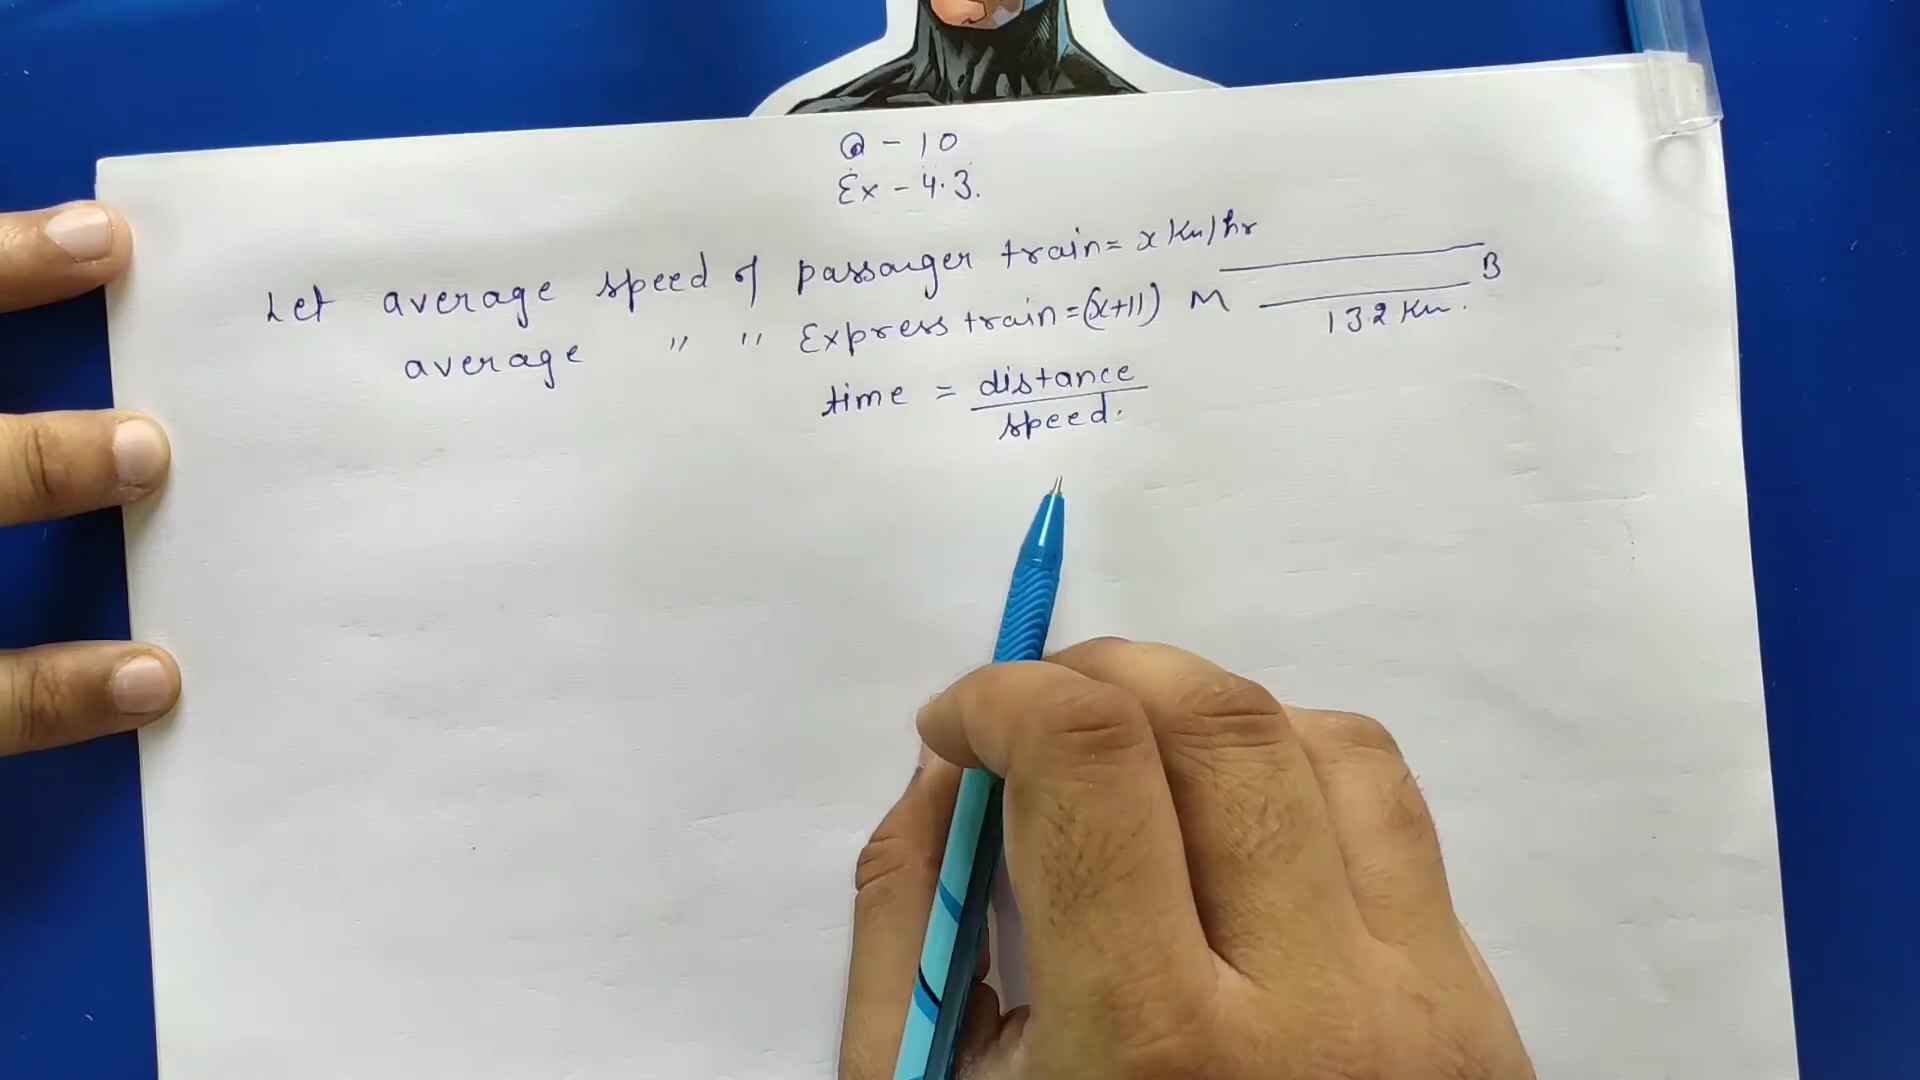 Q - 10
Ex - 4.3.
Let average speed of passanger train = x Km/hr
average " " Express train = (x+11)
M B
132 Km.
time = distance
speed.